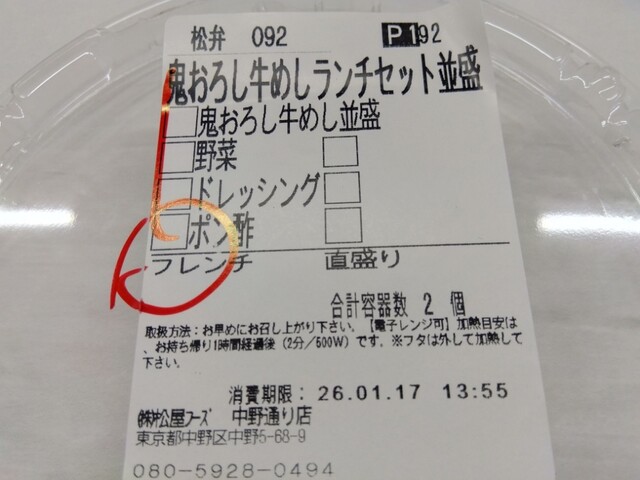 松弁 092 P192
鬼おろし牛めしランチセット並盛
鬼おろし牛めし並盛
野菜
ドレッシング
ポン酢
フレンチ 直盛り
合計容器数 2 個
取扱方法：お早めにお召し上がり下さい。【電子レンジ可】加熱目安は
、お持ち帰り1時間経過後（2分／500W）です。※フタは外して加熱して
下さい。
消費期限：26.01.17 13:55
㈱松屋フーズ 中野通り店
東京都中野区中野5-68-9
080-5928-0494